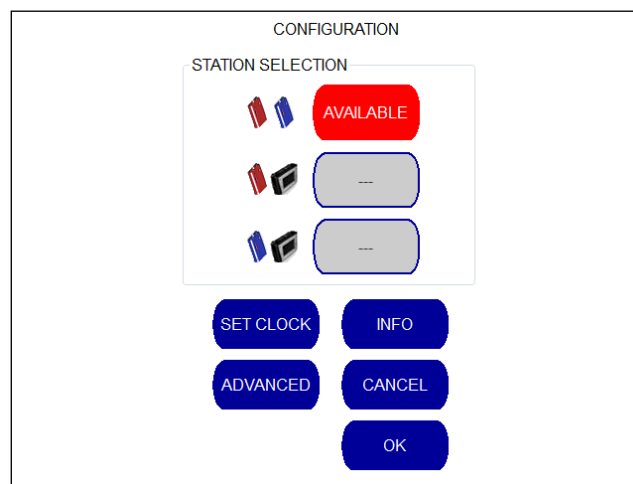 CONFIGURATION
STATION SELECTION
AVAILABLE
---
---
SET CLOCK INFO
ADVANCED CANCEL
OK